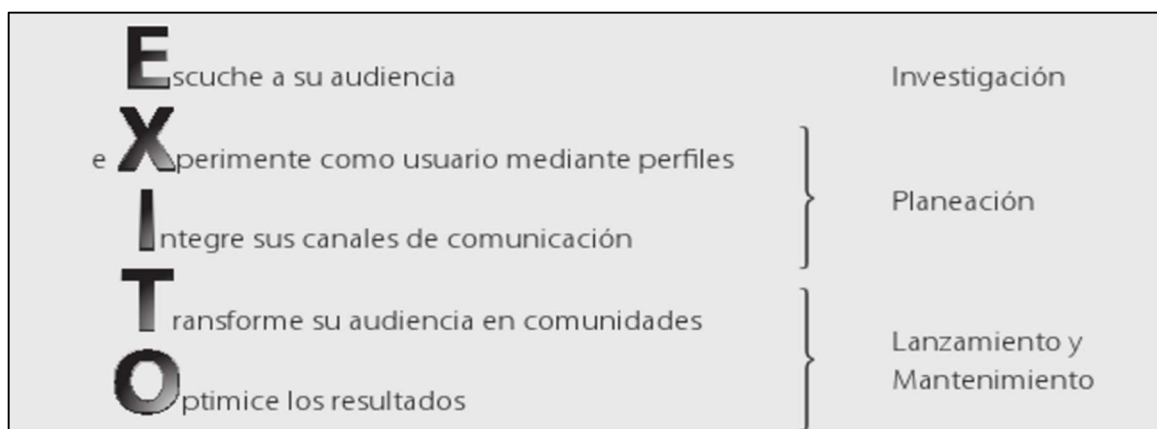 Escuche a su audiencia
Investigación
eXperimente como usuario mediante perfiles
Planeación
Integre sus canales de comunicación
Transforme su audiencia en comunidades
Lanzamiento y
Mantenimiento
Optimice los resultados